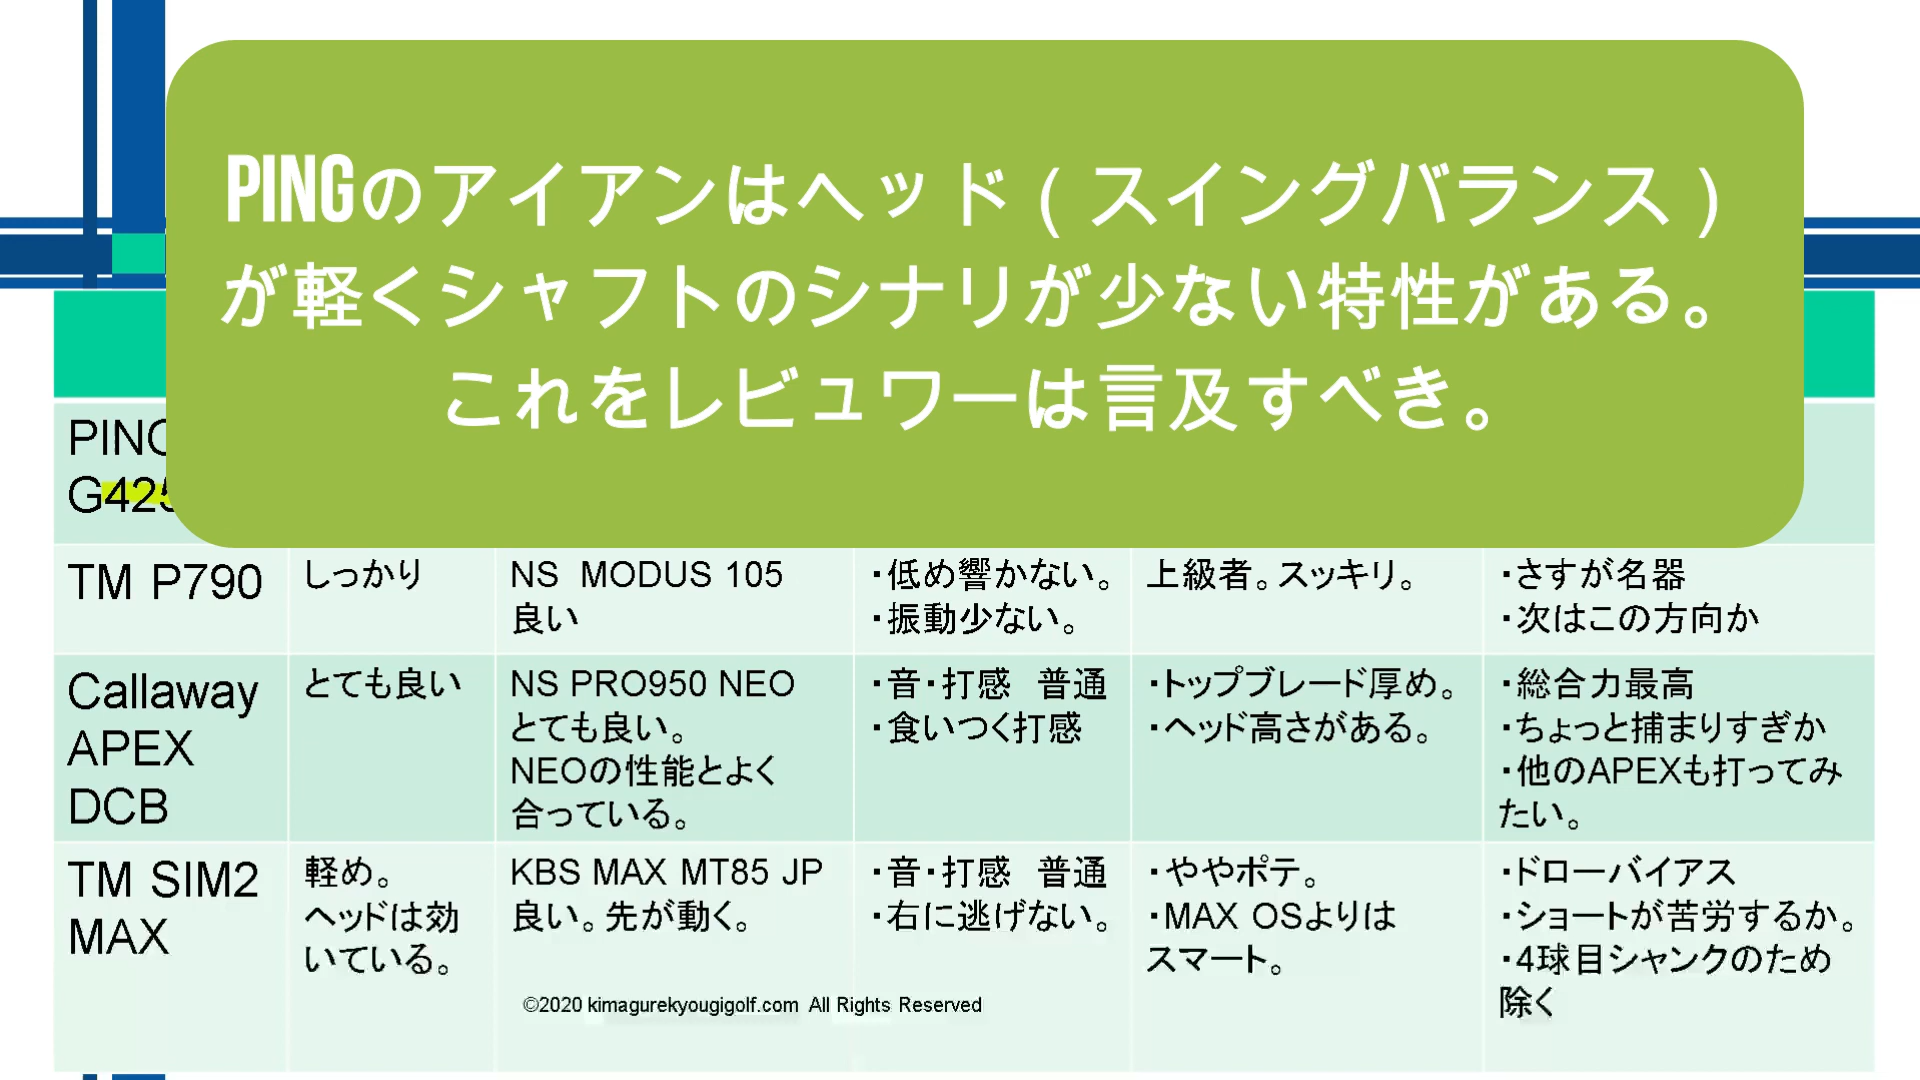 PINGのアイアンはヘッド（スイングバランス）
が軽くシャフトのシナリが少ない特性がある。
これをレビュワーは言及すべき。
PING
G425
TM P790
しっかり
NS MODUS 105
良い
・低め響かない。
・振動少ない。
上級者。スッキリ。
・さすが名器
・次はこの方向か
Callaway
APEX
DCB
とても良い
NS PRO950 NEO
とても良い。
NEOの性能とよく
合っている。
・音・打感 普通
・食いつく打感
・トップブレード厚め。
・ヘッド高さがある。
・総合力最高
・ちょっと捕まりすぎか
・他のAPEXも打ってみ
たい。
TM SIM2
MAX
軽め。
ヘッドは効
いている。
KBS MAX MT85 JP
良い。先が動く。
・音・打感 普通
・右に逃げない。
・ややポテ。
・MAX OSよりは
スマート。
・ドローバイアス
・ショートが苦労するか。
・4球目シャンクのため
除く
©2020 kimagurekyougigolf.com All Rights Reserved